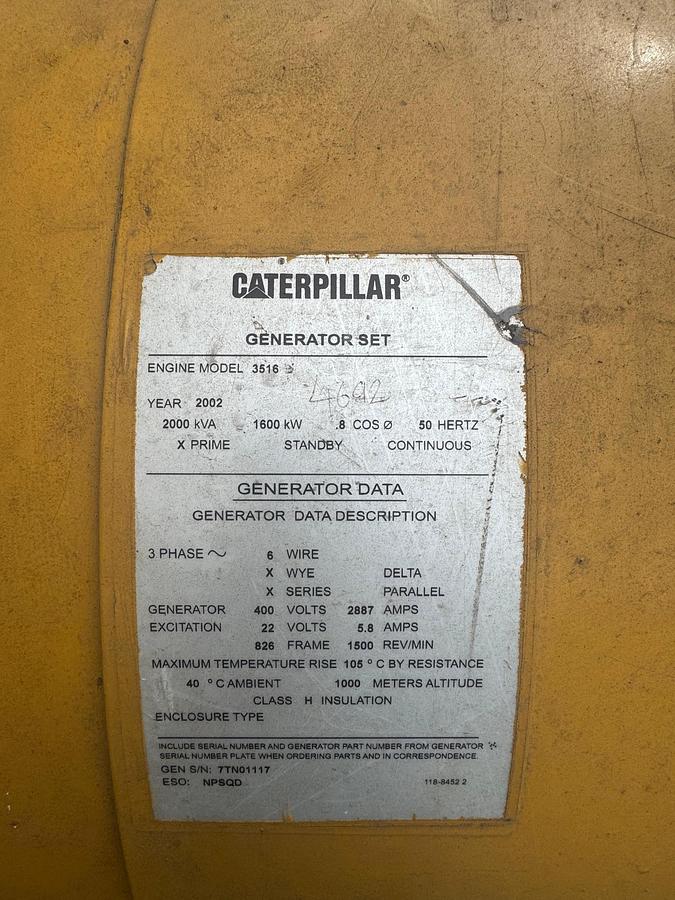 CATERPILLAR®
GENERATOR SET
ENGINE MODEL 3516
4692
YEAR 2002
2000 kVA 1600 kW .8 COS Ø 50 HERTZ
X PRIME STANDBY CONTINUOUS
GENERATOR DATA
GENERATOR DATA DESCRIPTION
3 PHASE ~ 6 WIRE
X WYE DELTA
X SERIES PARALLEL
GENERATOR 400 VOLTS 2887 AMPS
EXCITATION 22 VOLTS 5.8 AMPS
826 FRAME 1500 REV/MIN
MAXIMUM TEMPERATURE RISE 105 ° C BY RESISTANCE
40 ° C AMBIENT 1000 METERS ALTITUDE
CLASS H INSULATION
ENCLOSURE TYPE
INCLUDE SERIAL NUMBER AND GENERATOR PART NUMBER FROM GENERATOR
SERIAL NUMBER PLATE WHEN ORDERING PARTS AND IN CORRESPONDENCE.
GEN S/N: 7TN01117
ESO: NPSQD 118-8452 2